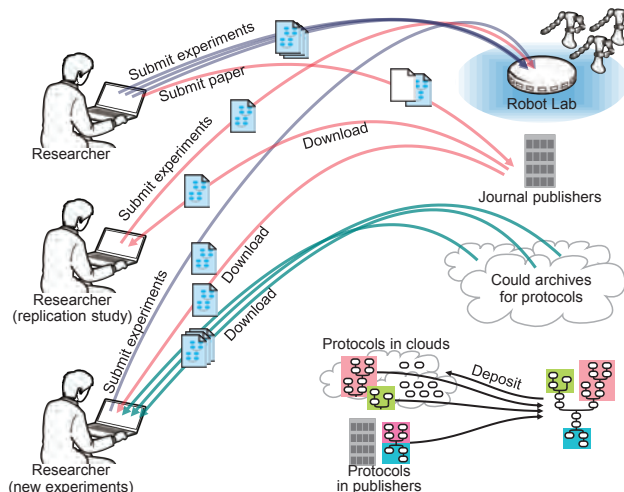 Submit experiments
Submit paper
Researcher
Robot Lab
Submit experiments
Download
Journal publishers
Researcher
(replication study)
Download
Download
Could archives
for protocols
Submit experiments
Researcher
(new experiments)
Protocols in clouds
Deposit
Protocols
in publishers